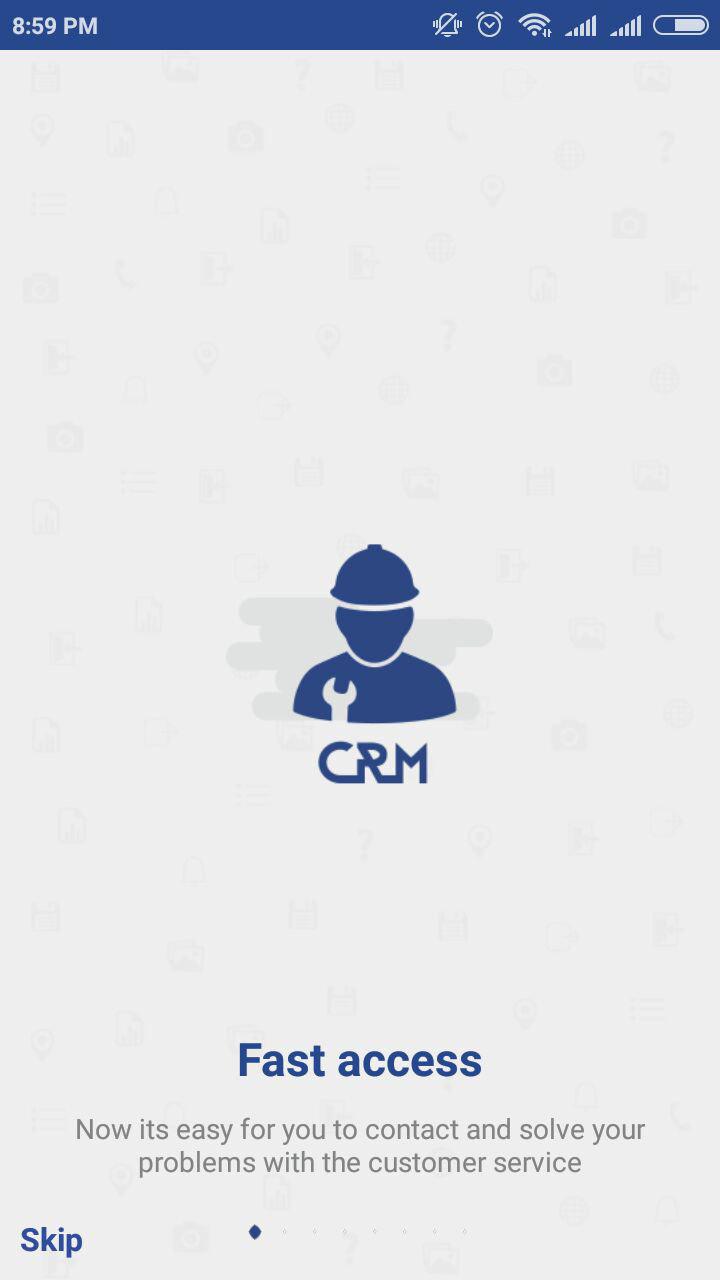 8:59 PM
CRM
Fast access
Now its easy for you to contact and solve your
problems with the customer service
Skip